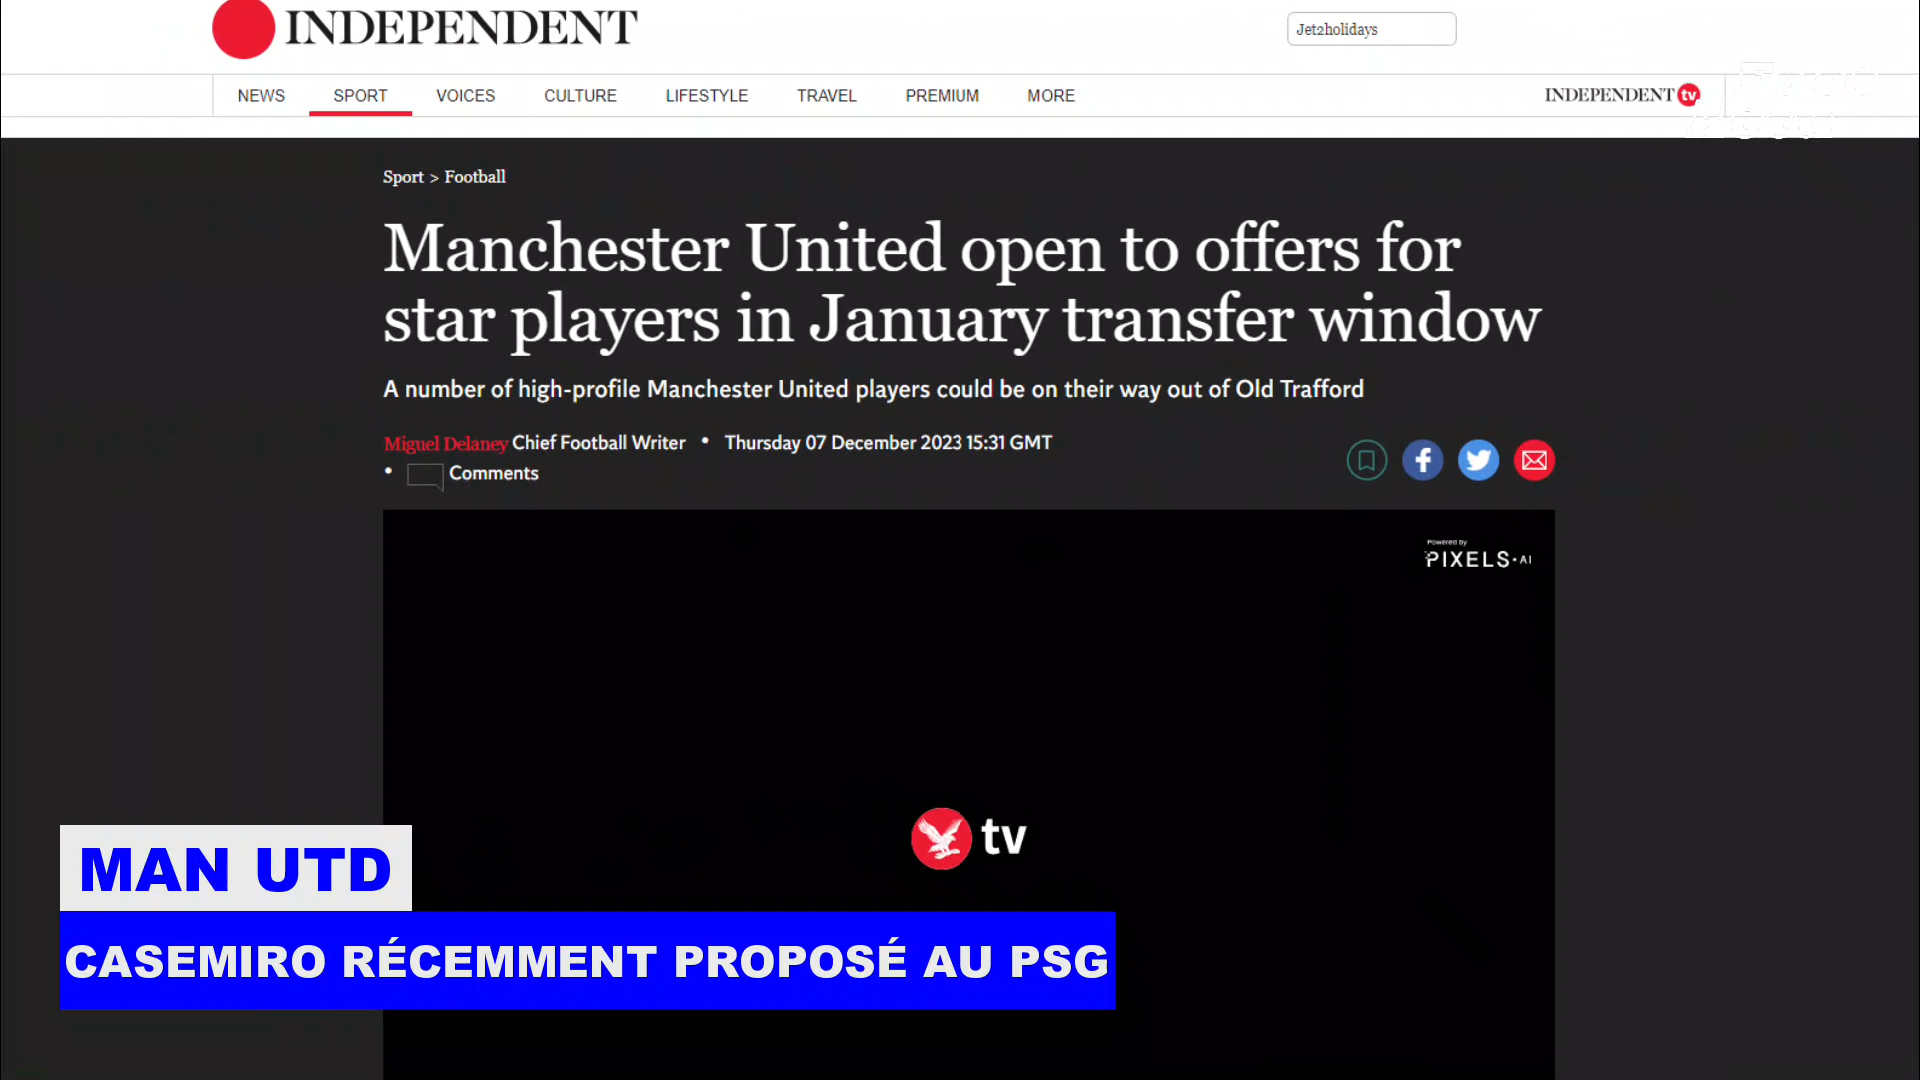 INDEPENDENT
Jet2holidays
NEWS SPORT VOICES CULTURE LIFESTYLE TRAVEL PREMIUM MORE INDEPENDENT tv
Sport > Football
Manchester United open to offers for
star players in January transfer window
A number of high-profile Manchester United players could be on their way out of Old Trafford
Miguel Delaney Chief Football Writer • Thursday 07 December 2023 15:31 GMT
• Comments
Powered by
PIXELS·AI
tv
MAN UTD
CASEMIRO RÉCEMMENT PROPOSÉ AU PSG